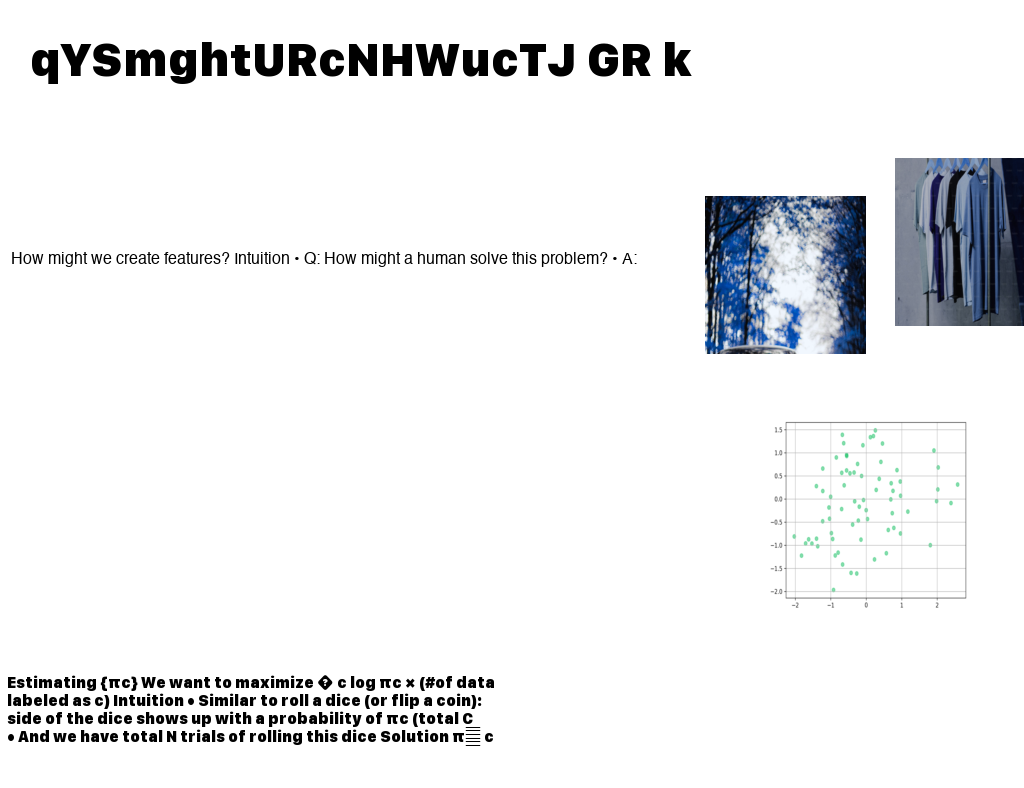 qYSmghtURcNHWucTJ GR k
How might we create features? Intuition • Q: How might a human solve this problem? • A:
1.5
1.0
0.5
0.0
−0.5
−1.0
−1.5
−2.0
−2 −1 0 1 2
Estimating {πc} We want to maximize � c log πc × (#of data
labeled as c) Intuition • Similar to roll a dice (or flip a coin):
side of the dice shows up with a probability of πc (total C
• And we have total N trials of rolling this dice Solution π c